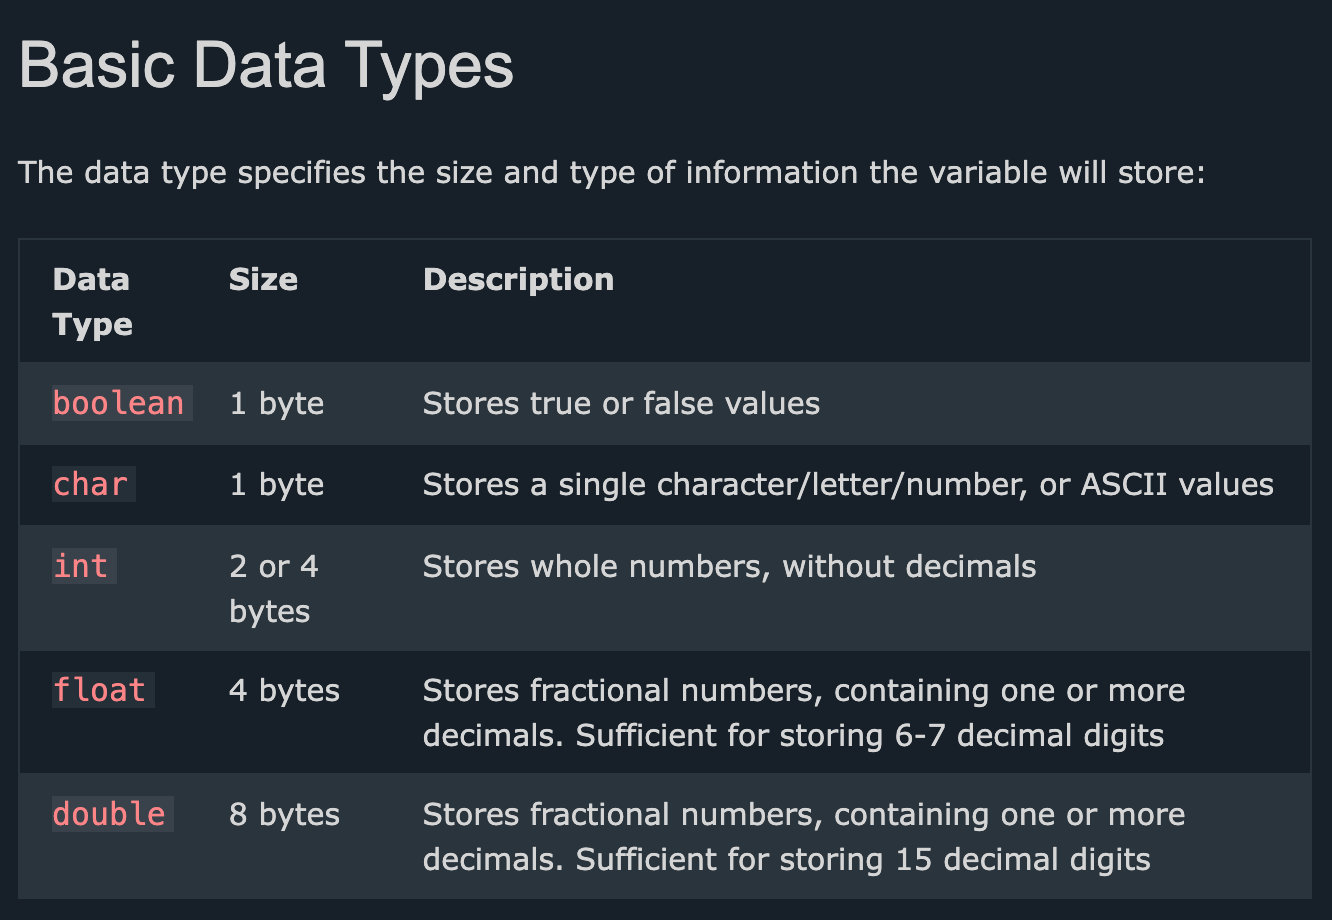 Basic Data Types
The data type specifies the size and type of information the variable will store:
Data Type Size Description
boolean 1 byte Stores true or false values
char 1 byte Stores a single character/letter/number, or ASCII values
int 2 or 4 bytes Stores whole numbers, without decimals
float 4 bytes Stores fractional numbers, containing one or more
decimals. Sufficient for storing 6-7 decimal digits
double 8 bytes Stores fractional numbers, containing one or more
decimals. Sufficient for storing 15 decimal digits